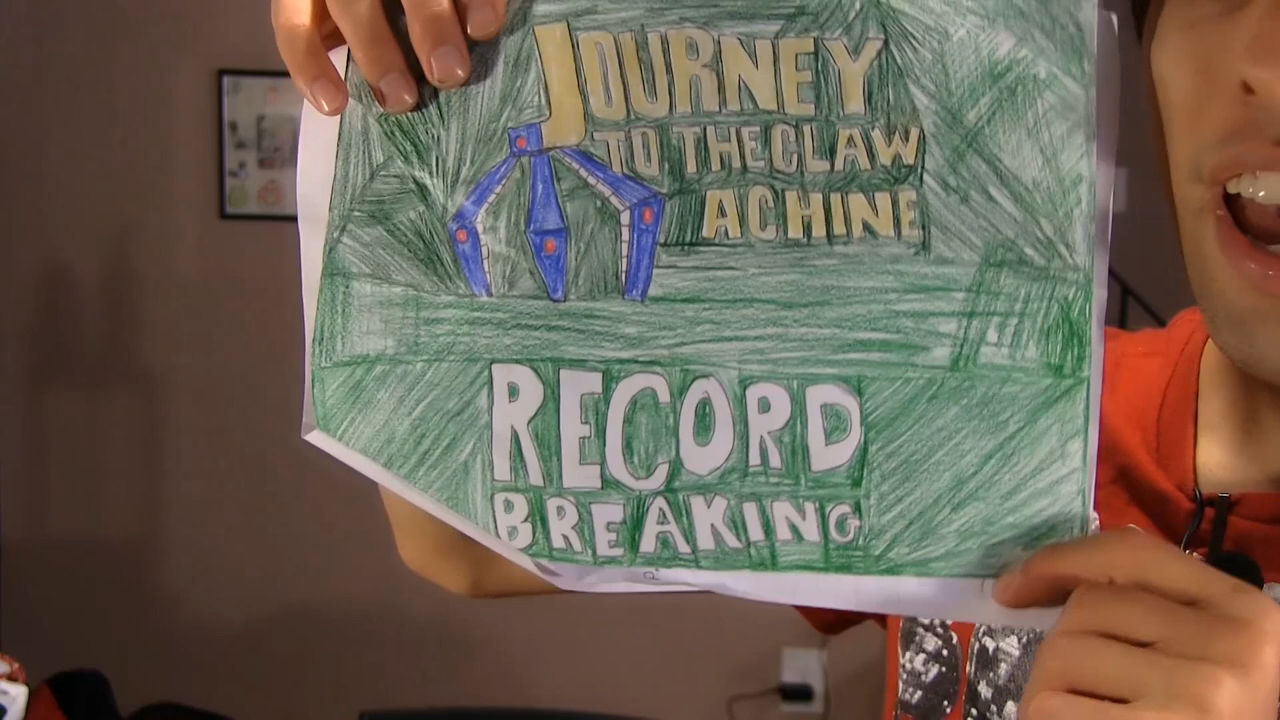 JOURNEY
TO THE CLAW
ACHINE
RECORD
BREAKING